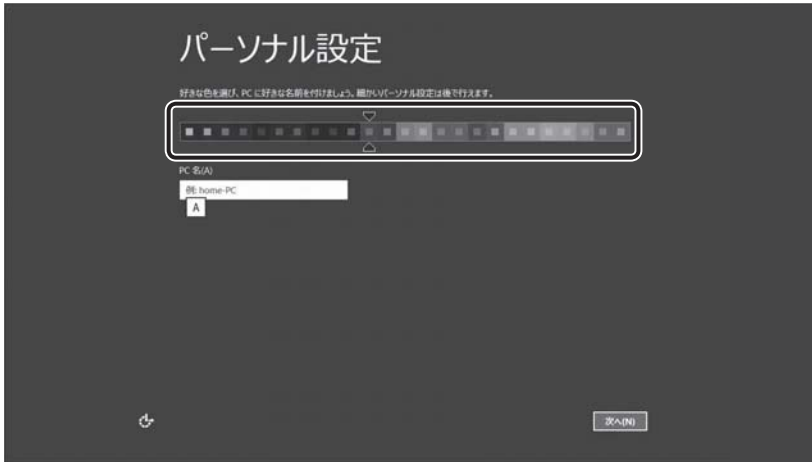 パーソナル設定
好きな色を選び、PC に好きな名前を付けましょう。細かいパーソナル設定は後で行えます。
PC 名(A)
例: home-PC
A
次へ(N)